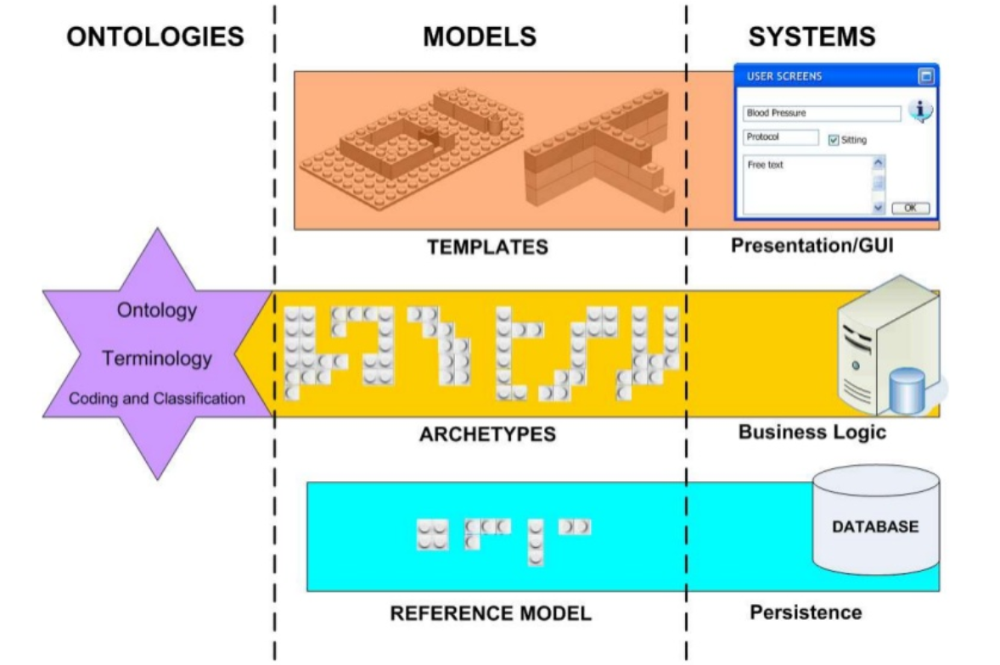 ONTOLOGIES
MODELS
SYSTEMS
USER SCREENS
Blood Pressure
i
Protocol
Sitting
Free text
OK
TEMPLATES
Presentation/GUI
Ontology
Terminology
Coding and Classification
ARCHETYPES
Business Logic
DATABASE
REFERENCE MODEL
Persistence